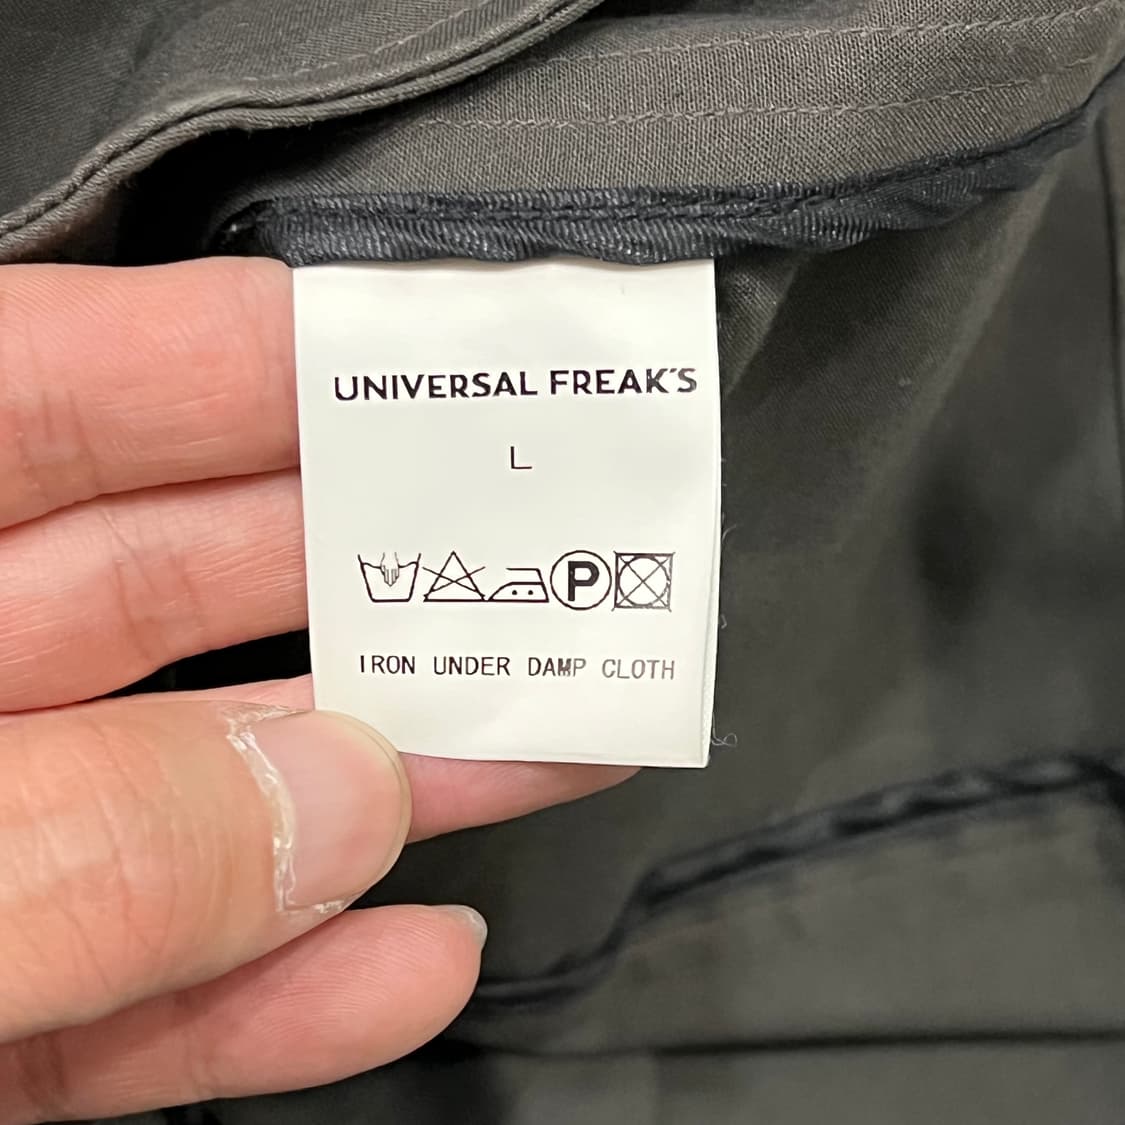 UNIVERSAL FREAK'S
L
P
IRON UNDER DAMP CLOTH